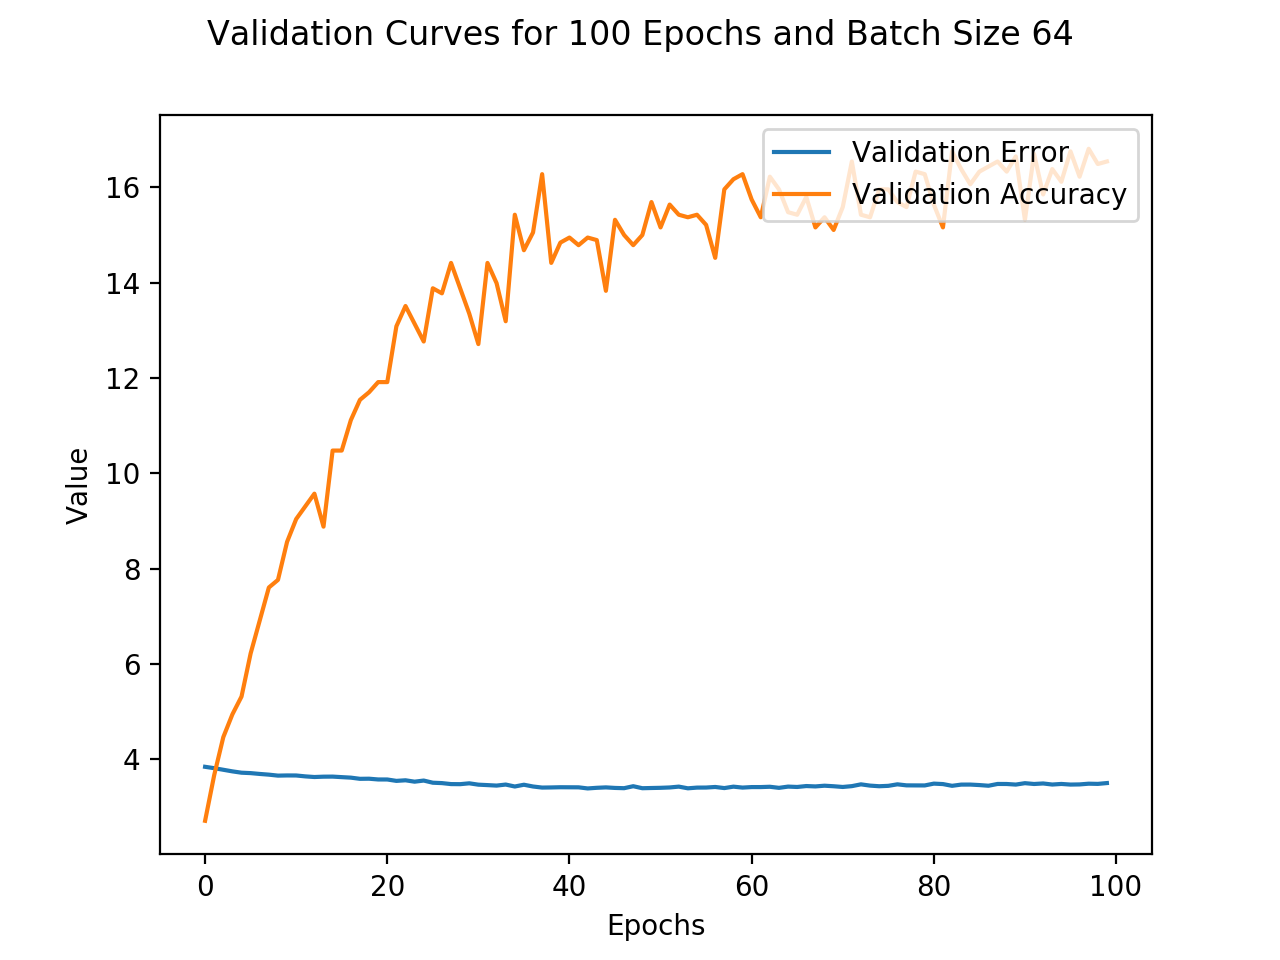 Validation Curves for 100 Epochs and Batch Size 64
Validation Error
Validation Accuracy
16
14
12
10
8
6
4
Value
0 20 40 60 80 100
Epochs